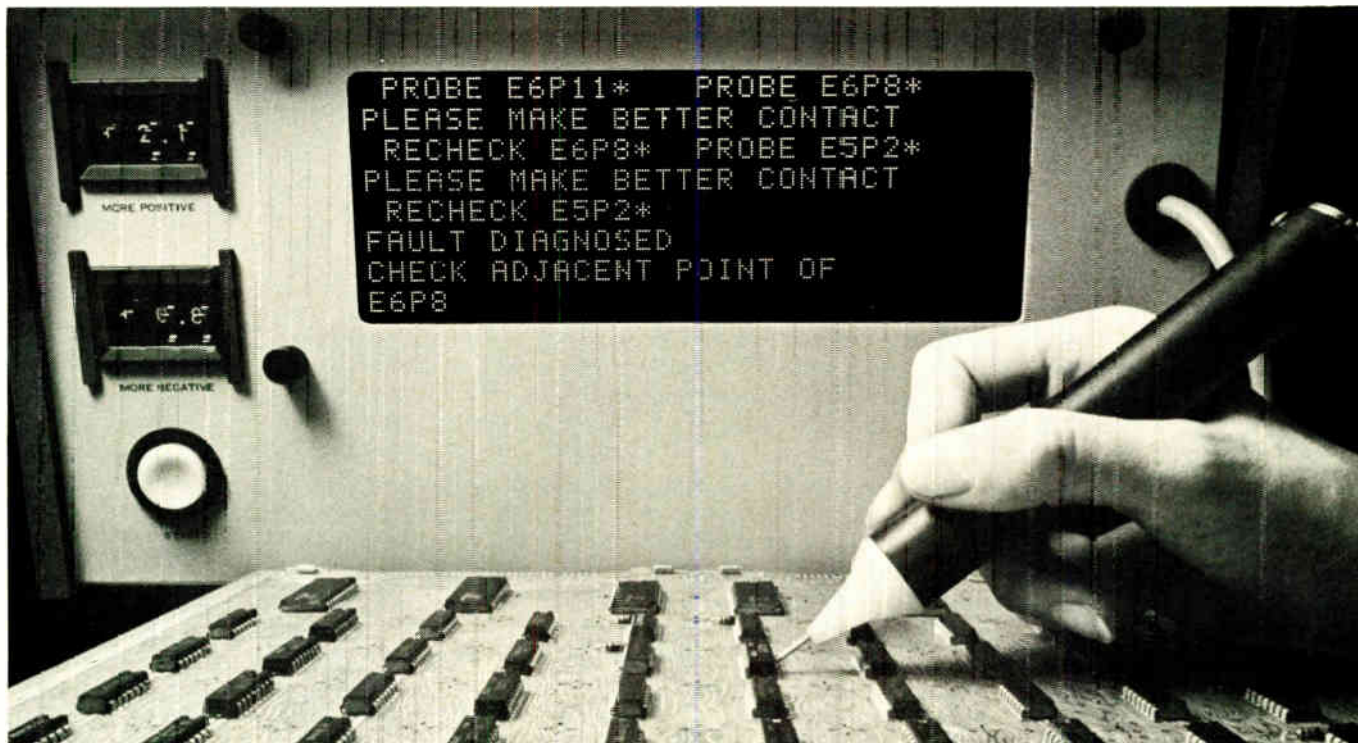 PROBE E6P11* PROBE E6P8*
PLEASE MAKE BETTER CONTACT
RECHECK E6P8* PROBE E5P2*
PLEASE MAKE BETTER CONTACT
RECHECK E5P2*
FAULT DIAGNOSED
CHECK ADJACENT POINT OF
E6P8
MORE POSITIVE
MORE NEGATIVE